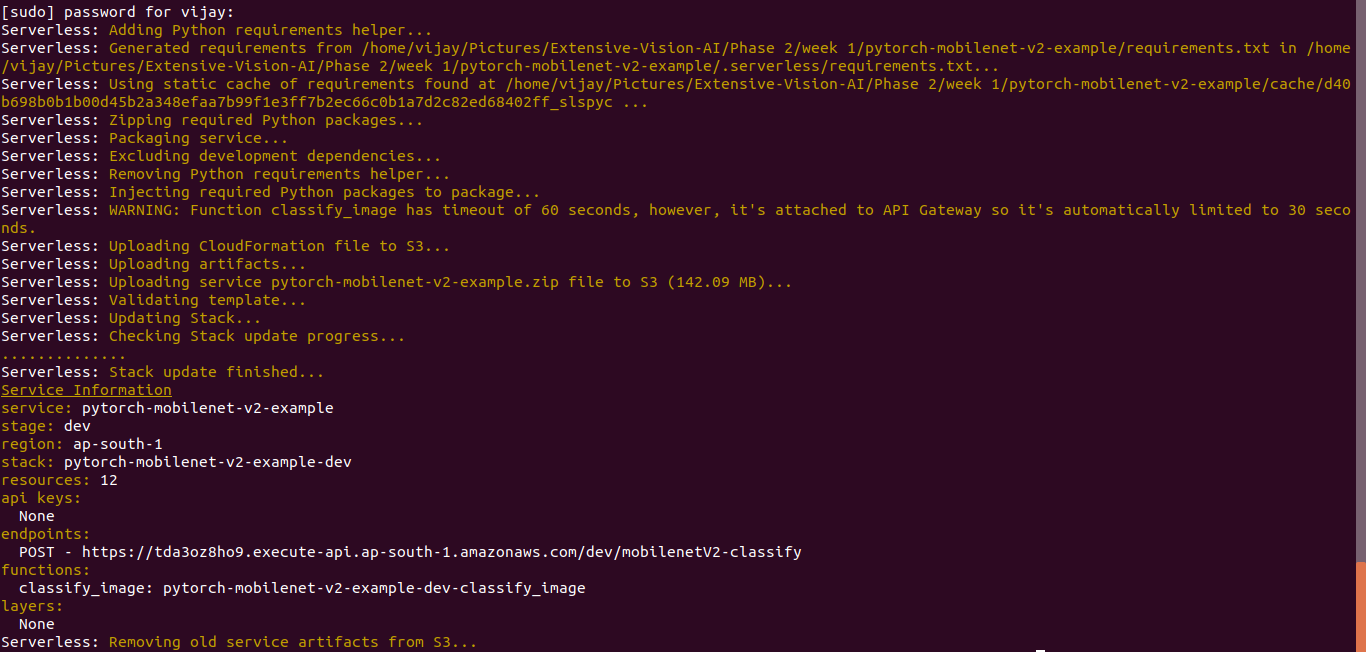 [sudo] password for vijay:
Serverless: Adding Python requirements helper...
Serverless: Generated requirements from /home/vijay/Pictures/Extensive-Vision-AI/Phase 2/week 1/pytorch-mobilenet-v2-example/requirements.txt in /home
/vijay/Pictures/Extensive-Vision-AI/Phase 2/week 1/pytorch-mobilenet-v2-example/.serverless/requirements.txt...
Serverless: Using static cache of requirements found at /home/vijay/Pictures/Extensive-Vision-AI/Phase 2/week 1/pytorch-mobilenet-v2-example/cache/d40
b698b0b1b00d45b2a348efaa7b99f1e3ff7b2ec66c0b1a7d2c82ed68402ff_slspyc ...
Serverless: Zipping required Python packages...
Serverless: Packaging service...
Serverless: Excluding development dependencies...
Serverless: Removing Python requirements helper...
Serverless: Injecting required Python packages to package...
Serverless: WARNING: Function classify_image has timeout of 60 seconds, however, it's attached to API Gateway so it's automatically limited to 30 seco
nds.
Serverless: Uploading CloudFormation file to S3...
Serverless: Uploading artifacts...
Serverless: Uploading service pytorch-mobilenet-v2-example.zip file to S3 (142.09 MB)...
Serverless: Validating template...
Serverless: Updating Stack...
Serverless: Checking Stack update progress...
..............
Serverless: Stack update finished...
Service Information
service: pytorch-mobilenet-v2-example
stage: dev
region: ap-south-1
stack: pytorch-mobilenet-v2-example-dev
resources: 12
api keys:
  None
endpoints:
  POST - https://tda3oz8ho9.execute-api.ap-south-1.amazonaws.com/dev/mobilenetV2-classify
functions:
  classify_image: pytorch-mobilenet-v2-example-dev-classify_image
layers:
  None
Serverless: Removing old service artifacts from S3...